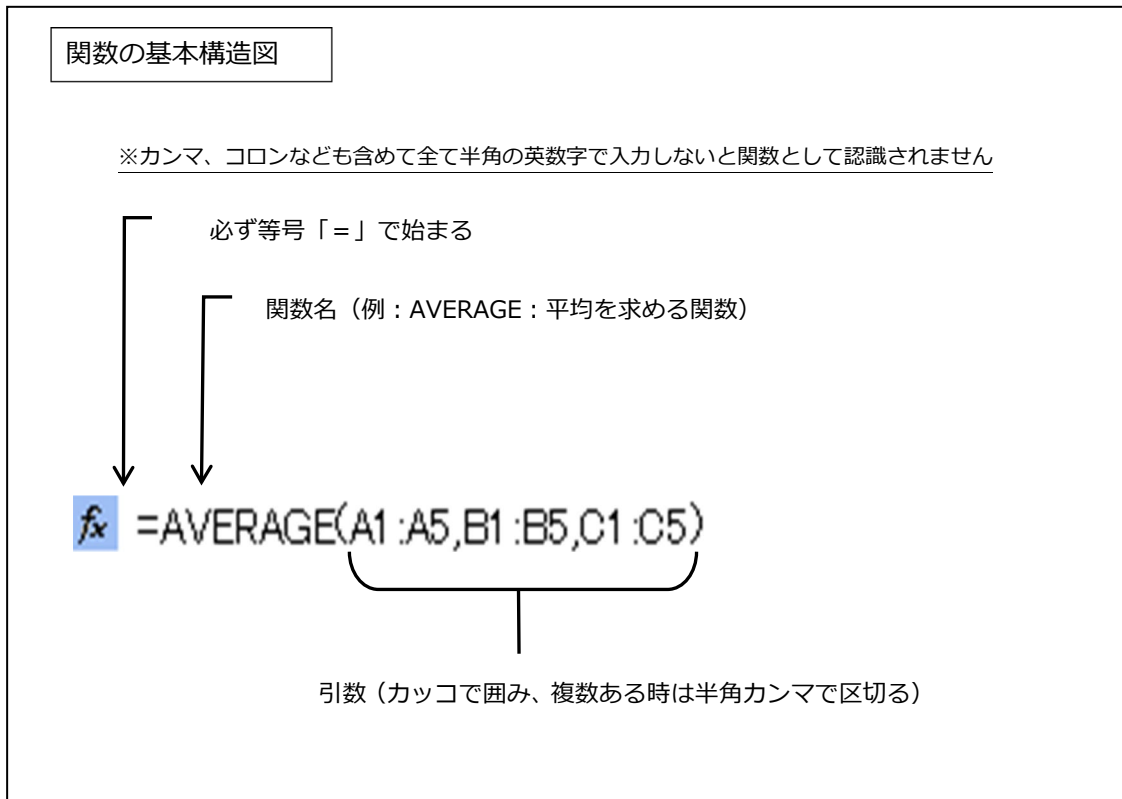 関数の基本構造図
※カンマ、コロンなども含めて全て半角の英数字で入力しないと関数として認識されません
必ず等号「=」で始まる
関数名（例：AVERAGE：平均を求める関数）
fx =AVERAGE(A1:A5,B1:B5,C1:C5)
引数（カッコで囲み、複数ある時は半角カンマで区切る）